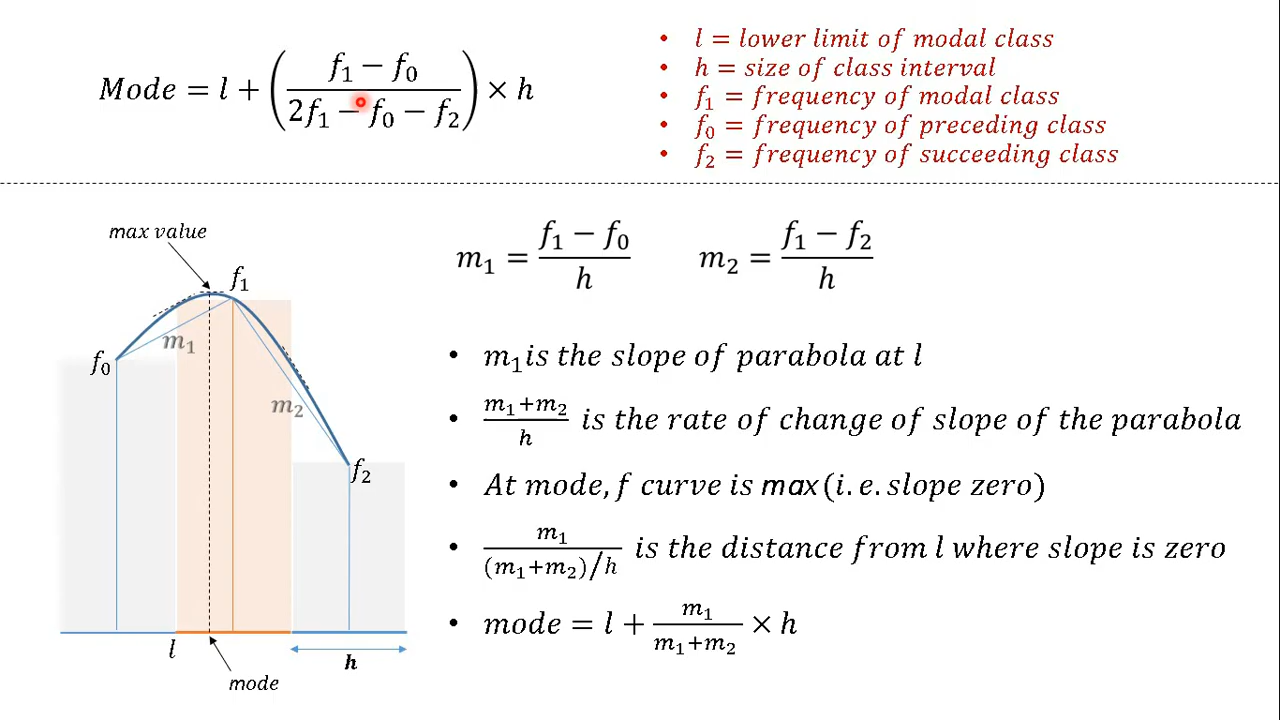 Mode = l + ( (f₁ − f₀) / (2f₁ − f₀ − f₂) ) × h
• l = lower limit of modal class
• h = size of class interval
• f₁ = frequency of modal class
• f₀ = frequency of preceding class
• f₂ = frequency of succeeding class
max value
f₁
f₀
m₁
m₂
f₂
l
h
mode
m₁ = (f₁ − f₀) / h
m₂ = (f₁ − f₂) / h
• m₁ is the slope of parabola at l
• (m₁+m₂) / h is the rate of change of slope of the parabola
• At mode, f curve is max (i.e. slope zero)
• m₁ / ((m₁+m₂)/h) is the distance from l where slope is zero
• mode = l + m₁ / (m₁+m₂) × h